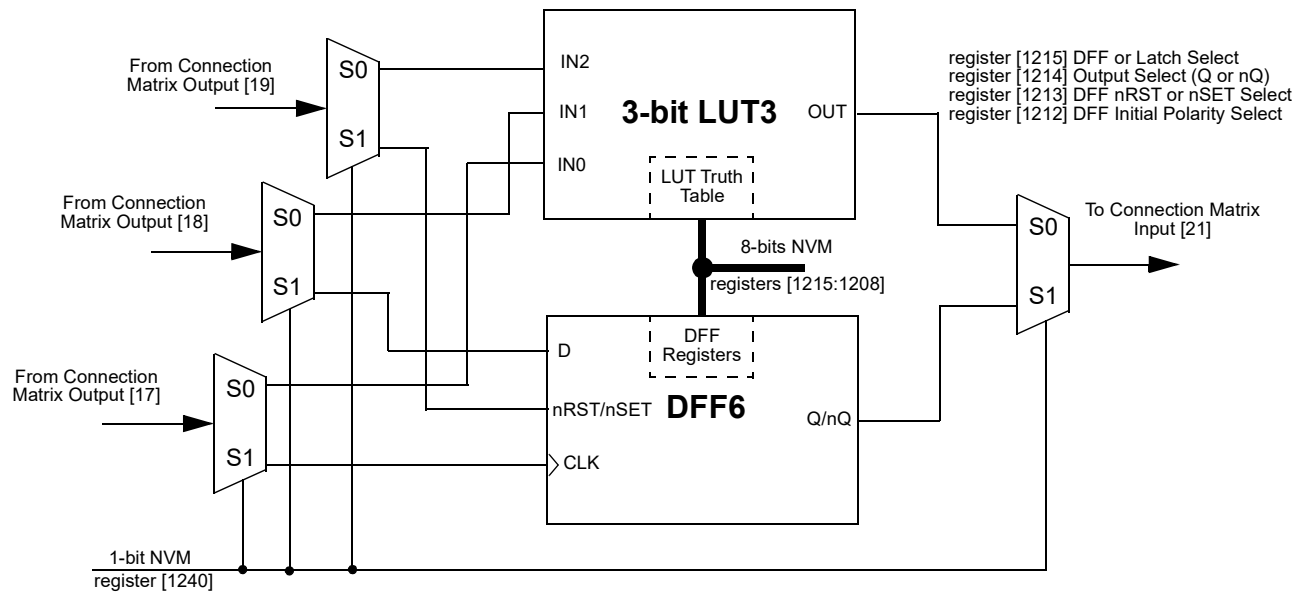 From Connection
Matrix Output [19]
S0
S1
IN2
IN1
IN0
3-bit LUT3
OUT
LUT Truth
Table
register [1215] DFF or Latch Select
register [1214] Output Select (Q or nQ)
register [1213] DFF nRST or nSET Select
register [1212] DFF Initial Polarity Select
From Connection
Matrix Output [18]
S0
S1
8-bits NVM
registers [1215:1208]
S0
S1
To Connection Matrix
Input [21]
From Connection
Matrix Output [17]
S0
S1
D
nRST/nSET
CLK
DFF
Registers
DFF6
Q/nQ
1-bit NVM
register [1240]